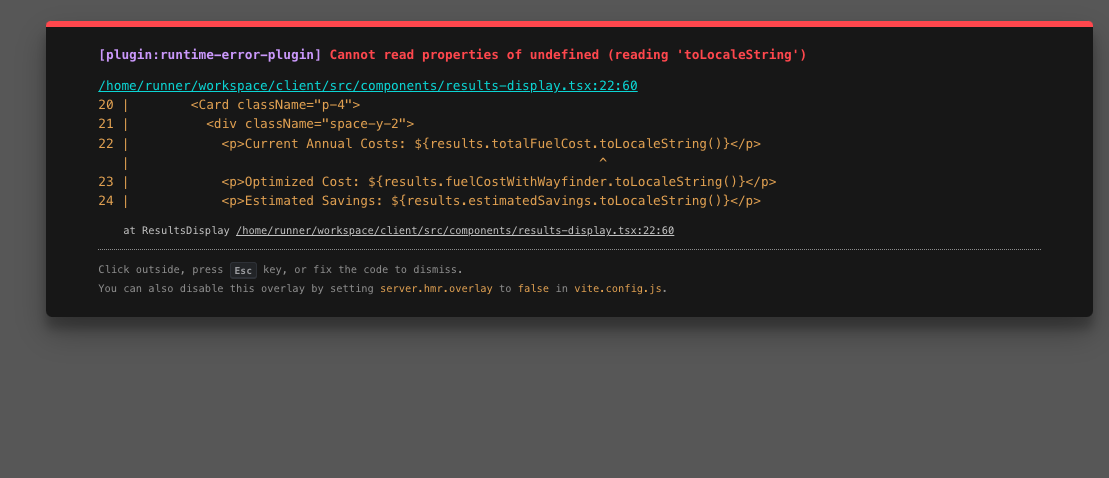 [plugin:runtime-error-plugin] Cannot read properties of undefined (reading 'toLocaleString')
/home/runner/workspace/client/src/components/results-display.tsx:22:60
20 |        <Card className="p-4">
21 |          <div className="space-y-2">
22 |            <p>Current Annual Costs: ${results.totalFuelCost.toLocaleString()}</p>
   |                                                             ^
23 |            <p>Optimized Cost: ${results.fuelCostWithWayfinder.toLocaleString()}</p>
24 |            <p>Estimated Savings: ${results.estimatedSavings.toLocaleString()}</p>
at ResultsDisplay /home/runner/workspace/client/src/components/results-display.tsx:22:60
Click outside, press Esc key, or fix the code to dismiss.
You can also disable this overlay by setting server.hmr.overlay to false in vite.config.js.